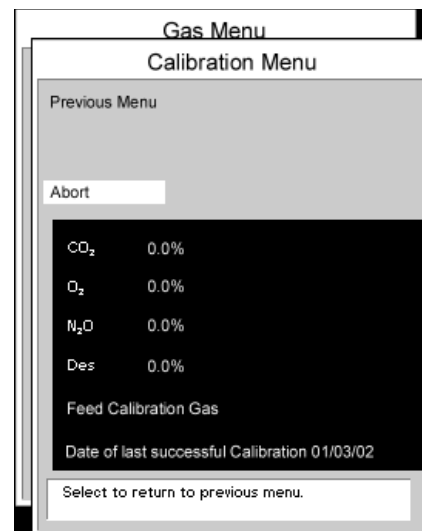 Gas Menu
Calibration Menu
Previous Menu
Abort
CO₂ 0.0%
O₂ 0.0%
N₂O 0.0%
Des 0.0%
Feed Calibration Gas
Date of last successful Calibration 01/03/02
Select to return to previous menu.